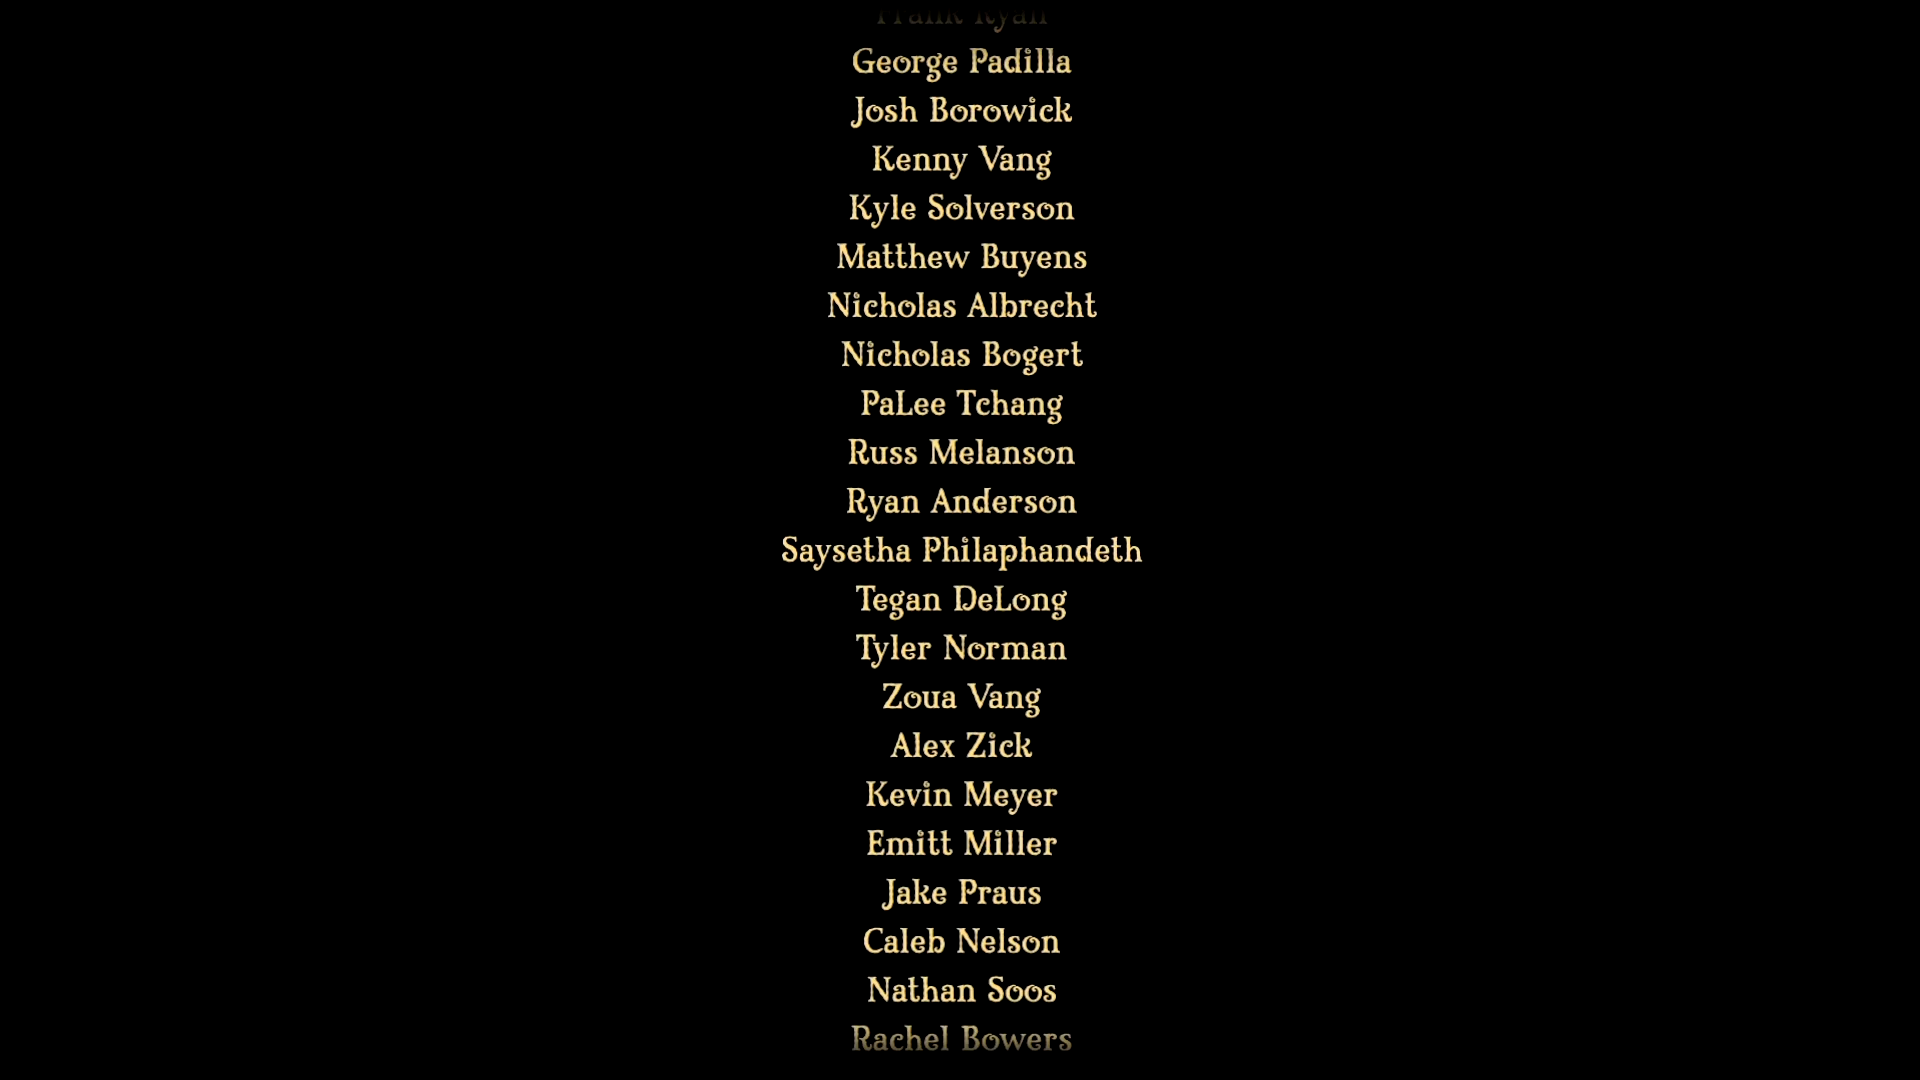 Frank Ryan
George Padilla
Josh Borowick
Kenny Vang
Kyle Solverson
Matthew Buyens
Nicholas Albrecht
Nicholas Bogert
PaLee Tchang
Russ Melanson
Ryan Anderson
Saysetha Philaphandeth
Tegan DeLong
Tyler Norman
Zoua Vang
Alex Zick
Kevin Meyer
Emitt Miller
Jake Praus
Caleb Nelson
Nathan Soos
Rachel Bowers